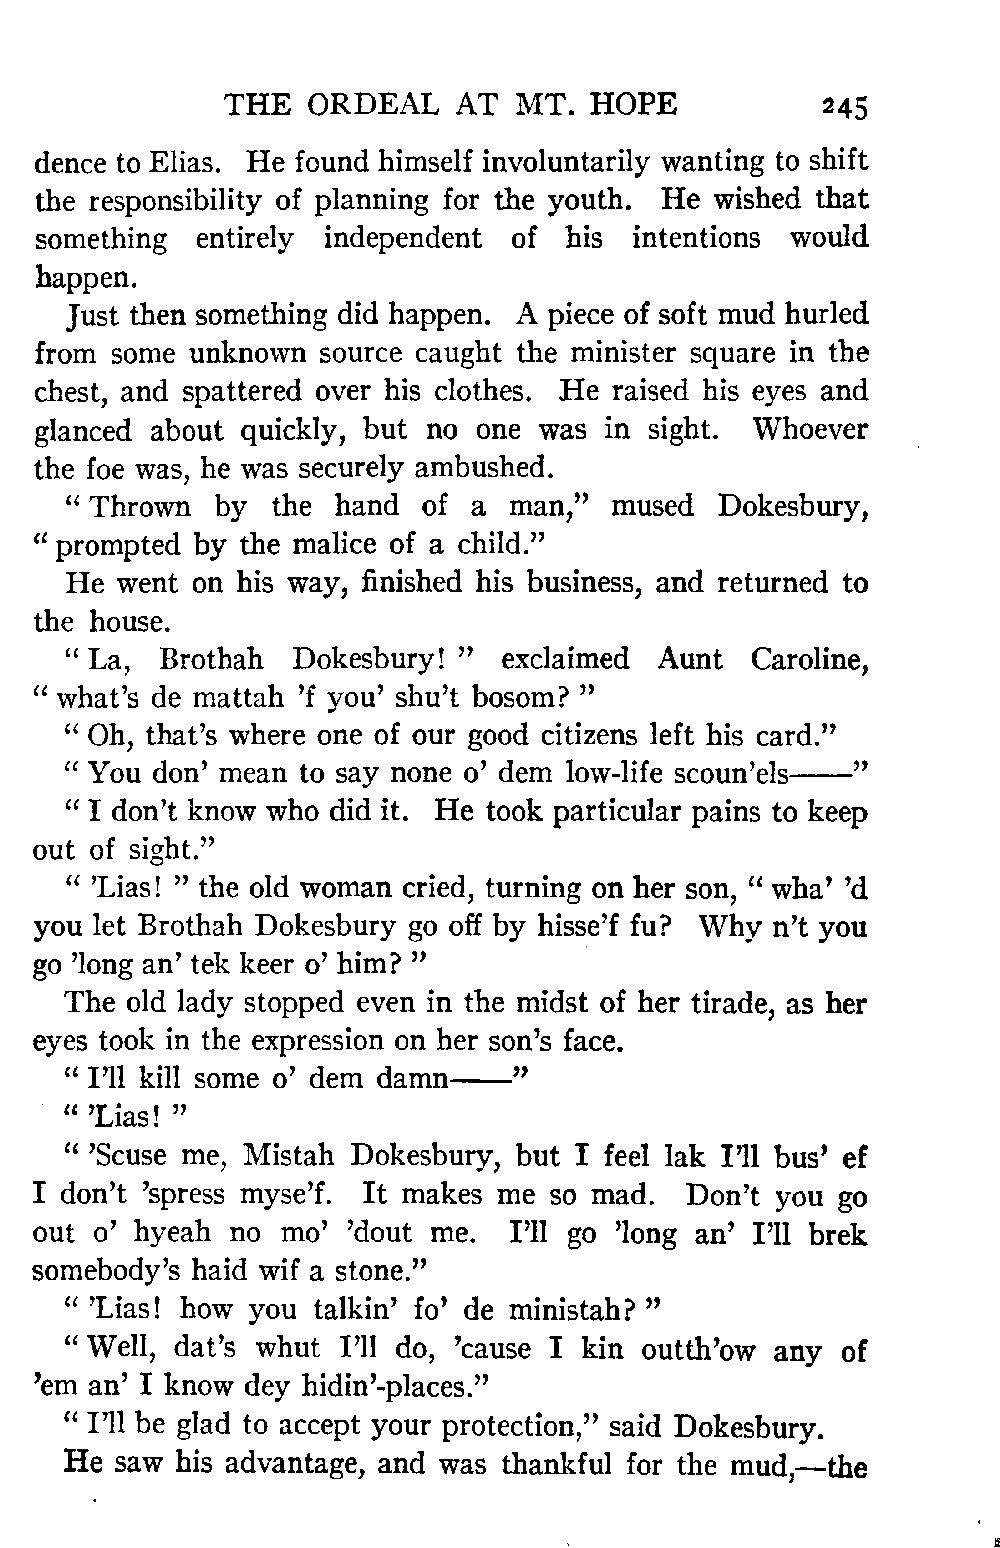 THE ORDEAL AT MT. HOPE 245
dence to Elias. He found himself involuntarily wanting to shift
the responsibility of planning for the youth. He wished that
something entirely independent of his intentions would
happen.
Just then something did happen. A piece of soft mud hurled
from some unknown source caught the minister square in the
chest, and spattered over his clothes. He raised his eyes and
glanced about quickly, but no one was in sight. Whoever
the foe was, he was securely ambushed.
“ Thrown by the hand of a man,” mused Dokesbury,
“ prompted by the malice of a child.”
He went on his way, finished his business, and returned to
the house.
“ La, Brothah Dokesbury! ” exclaimed Aunt Caroline,
“ what’s de mattah ’f you’ shu’t bosom? ”
“ Oh, that’s where one of our good citizens left his card.”
“ You don’ mean to say none o’ dem low-life scoun’els——”
“ I don’t know who did it. He took particular pains to keep
out of sight.”
“ ’Lias! ” the old woman cried, turning on her son, “ wha’ ’d
you let Brothah Dokesbury go off by hisse’f fu? Why n’t you
go ’long an’ tek keer o’ him? ”
The old lady stopped even in the midst of her tirade, as her
eyes took in the expression on her son’s face.
“ I’ll kill some o’ dem damn——”
“ ’Lias! ”
“ ’Scuse me, Mistah Dokesbury, but I feel lak I’ll bus’ ef
I don’t ’spress myse’f. It makes me so mad. Don’t you go
out o’ hyeah no mo’ ’dout me. I’ll go ’long an’ I’ll brek
somebody’s haid wif a stone.”
“ ’Lias! how you talkin’ fo’ de ministah? ”
“ Well, dat’s whut I’ll do, ’cause I kin outth’ow any of
’em an’ I know dey hidin’-places.”
“ I’ll be glad to accept your protection,” said Dokesbury.
He saw his advantage, and was thankful for the mud,—the